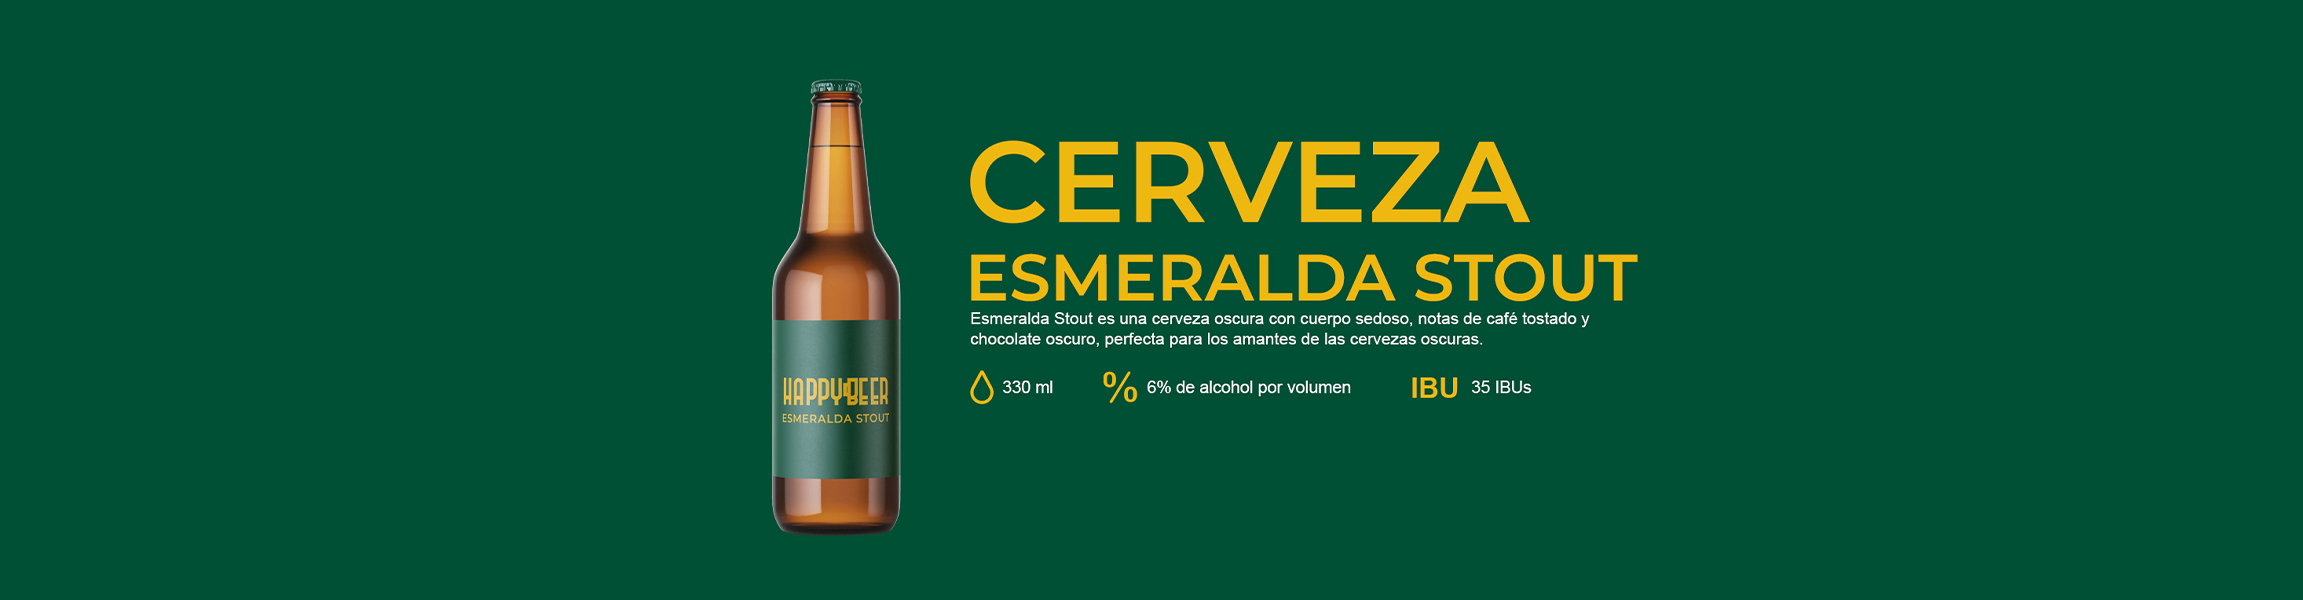 CERVEZA
ESMERALDA STOUT
Esmeralda Stout es una cerveza oscura con cuerpo sedoso, notas de café tostado y
chocolate oscuro, perfecta para los amantes de las cervezas oscuras.
330 ml
% 6% de alcohol por volumen
IBU 35 IBUs
HAPPY BEER
ESMERALDA STOUT